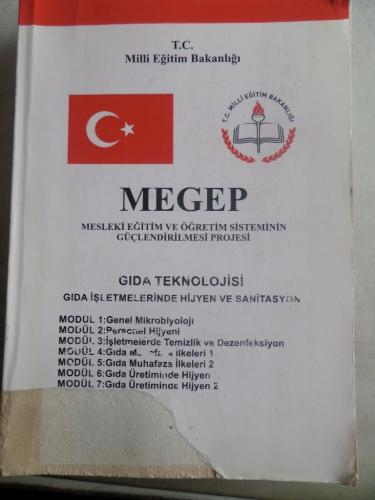 T.C.
Milli Eğitim Bakanlığı
T.C. MİLLİ EĞİTİM BAKANLIĞI
MEGEP
MESLEKİ EĞİTİM VE ÖĞRETİM SİSTEMİNİN
GÜÇLENDİRİLMESİ PROJESİ
GIDA TEKNOLOJİSİ
GIDA İŞLETMELERİNDE HİJYEN VE SANİTASYON
MODÜL 1:Genel Mikrobiyoloji
MODÜL 2:Personel Hijyeni
MODÜL 3:İşletmelerde Temizlik ve Dezenfeksiyon
MODÜL 4:Gıda Muhafaza İlkeleri 1
MODÜL 5:Gıda Muhafaza İlkeleri 2
MODÜL 6:Gıda Üretiminde Hijyen
MODÜL 7:Gıda Üretiminde Hijyen 2